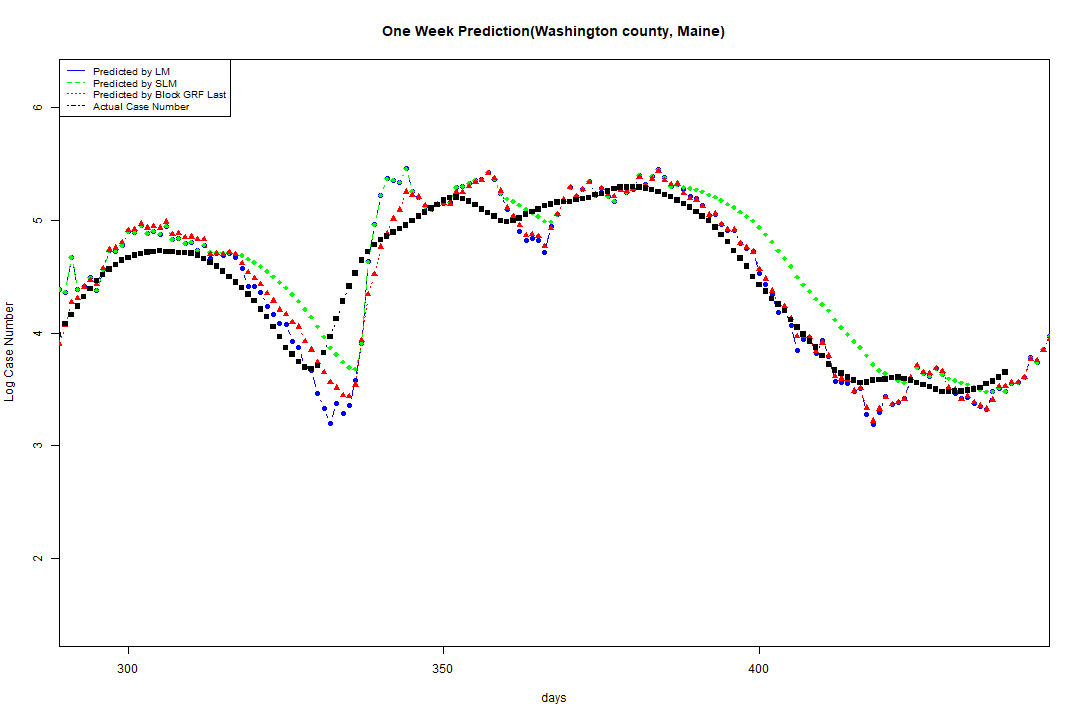 One Week Prediction(Washington county, Maine)
Predicted by LM
Predicted by SLM
Predicted by Block GRF Last
Actual Case Number
6
5
4
3
2
Log Case Number
300 350 400
days